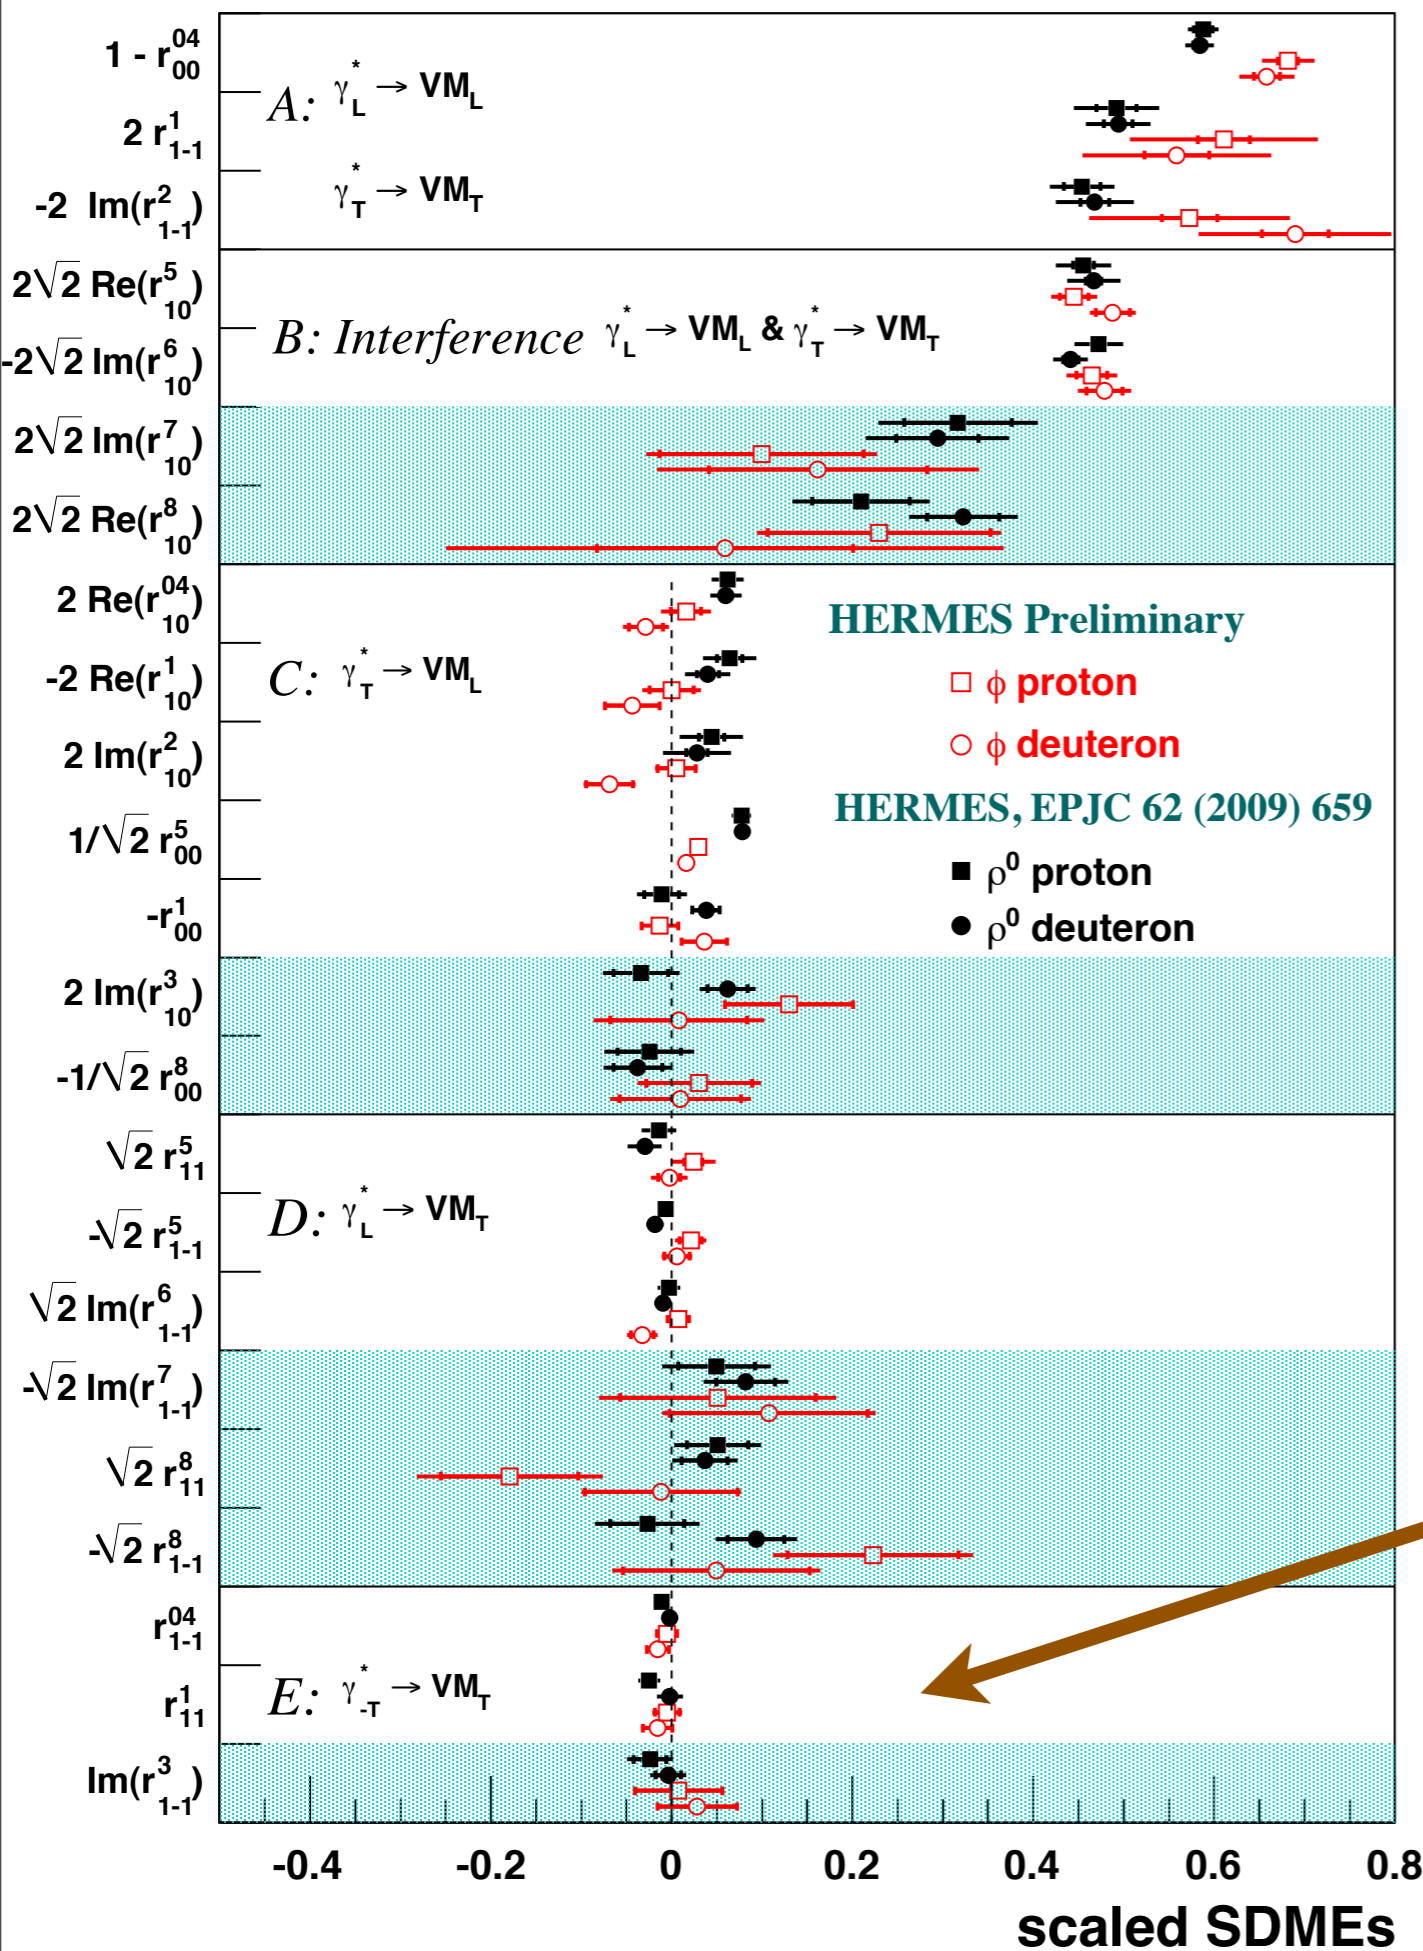 1 - r^04_00
A: γ*_L → VM_L
2 r^1_1-1
γ*_T → VM_T
-2 Im(r^2_1-1)
2√2 Re(r^5_10)
B: Interference γ*_L → VM_L & γ*_T → VM_T
-2√2 Im(r^6_10)
2√2 Im(r^7_10)
2√2 Re(r^8_10)
2 Re(r^04_10)
HERMES Preliminary
-2 Re(r^1_10)
C: γ*_T → VM_L
ϕ proton
2 Im(r^2_10)
ϕ deuteron
HERMES, EPJC 62 (2009) 659
1/√2 r^5_00
ρ^0 proton
-r^1_00
ρ^0 deuteron
2 Im(r^3_10)
-1/√2 r^8_00
√2 r^5_11
D: γ*_L → VM_T
-√2 r^5_1-1
√2 Im(r^6_1-1)
-√2 Im(r^7_1-1)
√2 r^8_11
-√2 r^8_1-1
r^04_1-1
E: γ*_-T → VM_T
r^1_11
Im(r^3_1-1)
-0.4 -0.2 0 0.2 0.4 0.6 0.8
scaled SDMEs